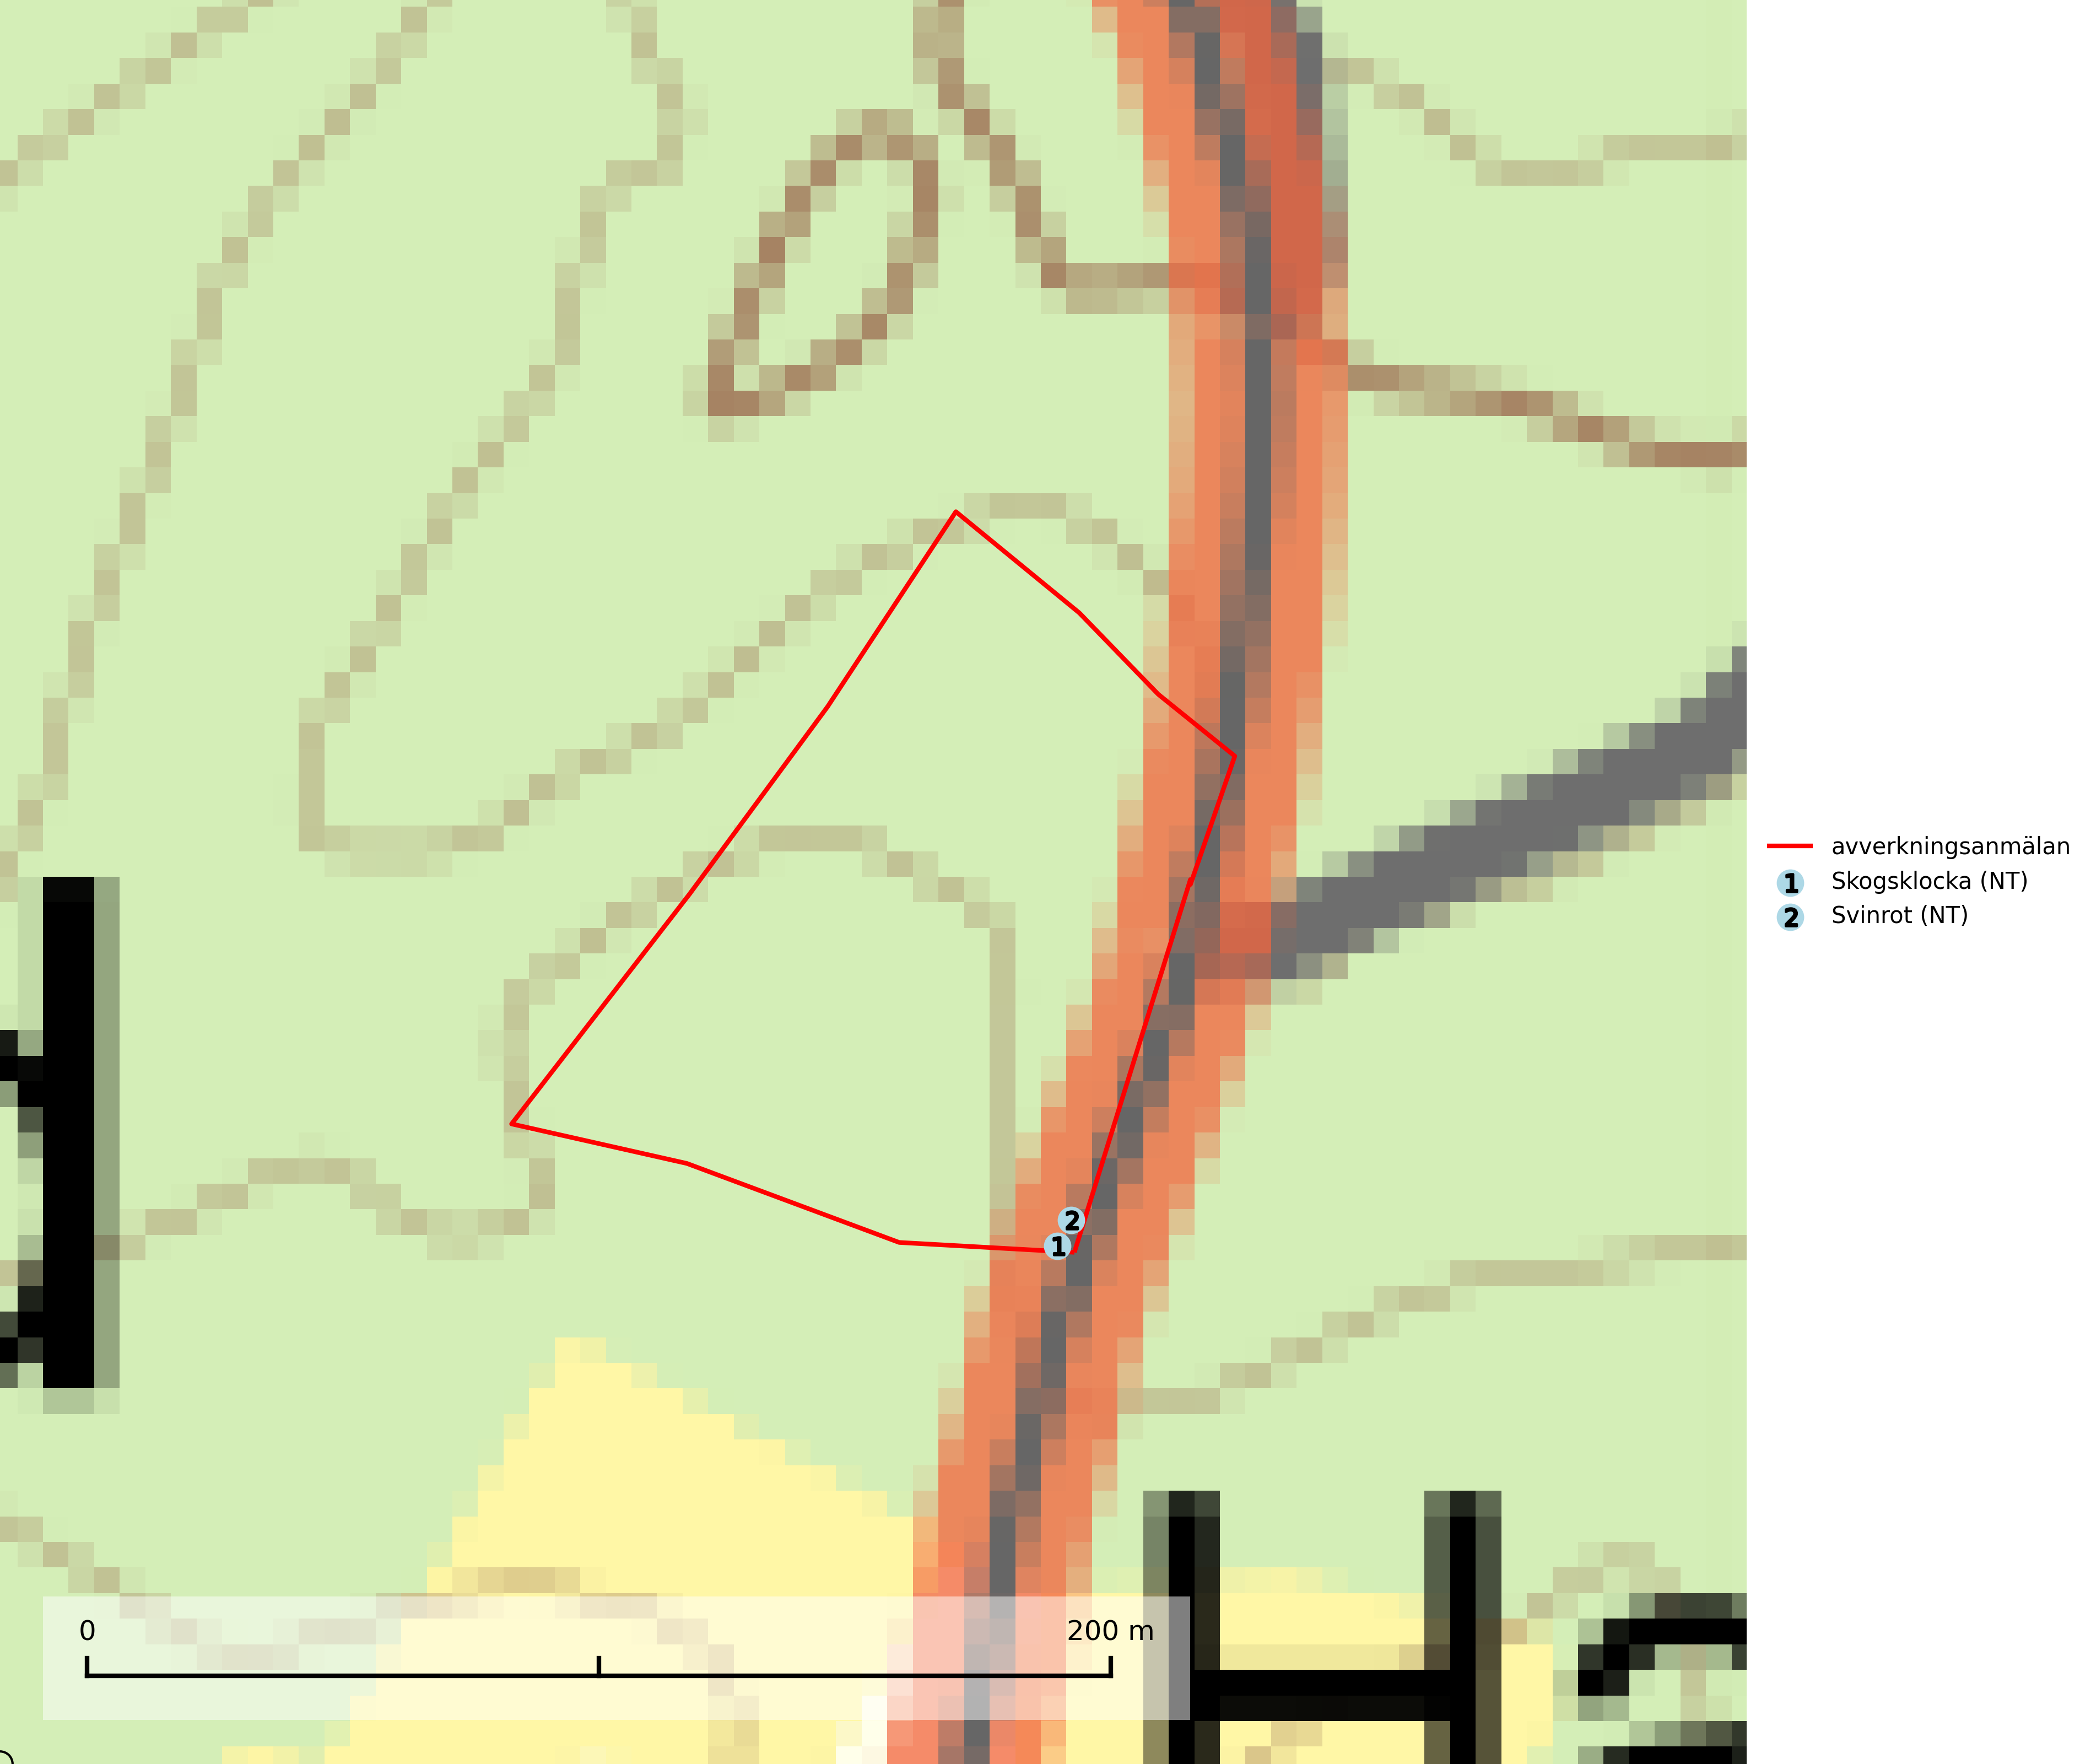 avverkningsanmälan
1 Skogsklocka (NT)
2 Svinrot (NT)
2
1
0 200 m